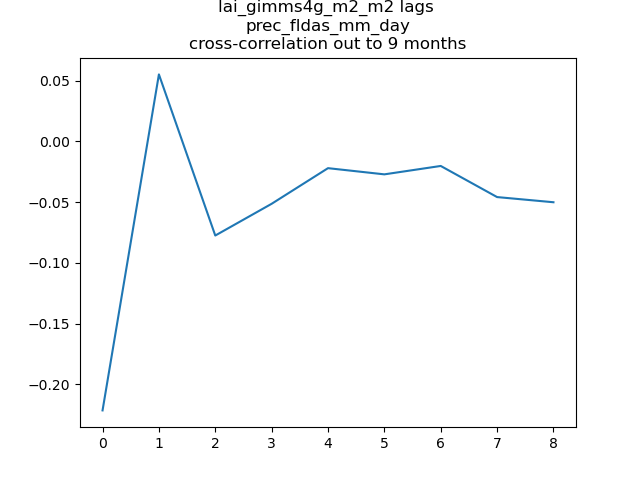 lai_gimms4g_m2_m2 lags
prec_fldas_mm_day
cross-correlation out to 9 months
0.05
0.00
−0.05
−0.10
−0.15
−0.20
0 1 2 3 4 5 6 7 8